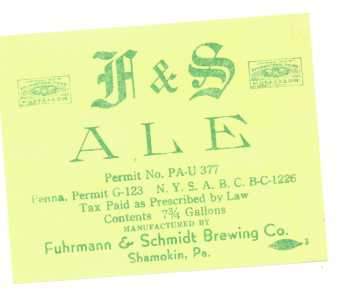 F & S
ALE
Permit No. PA-U 377
Penna. Permit G-123 N. Y. S. A. B. C. B-C-1226
Tax Paid as Prescribed by Law
Contents 7¾ Gallons
MANUFACTURED BY
Fuhrmann & Schmidt Brewing Co.
Shamokin, Pa.